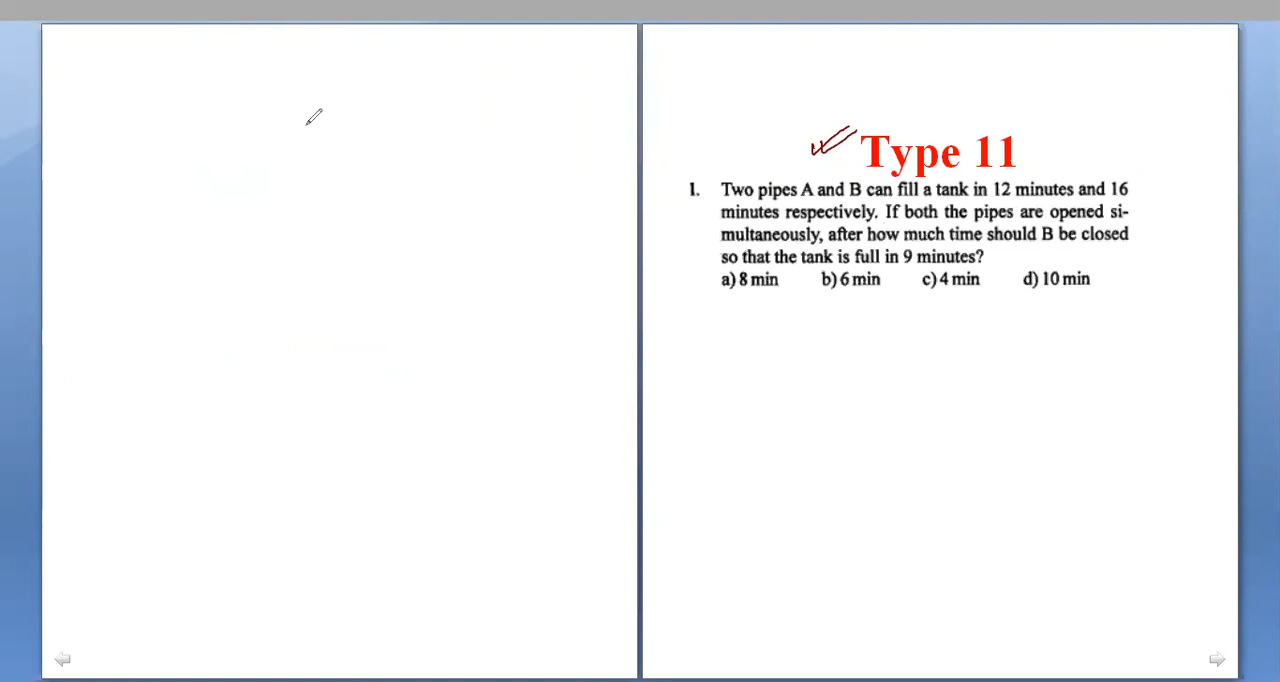 Type 11
1. Two pipes A and B can fill a tank in 12 minutes and 16
minutes respectively. If both the pipes are opened si-
multaneously, after how much time should B be closed
so that the tank is full in 9 minutes?
a) 8 min b) 6 min c) 4 min d) 10 min